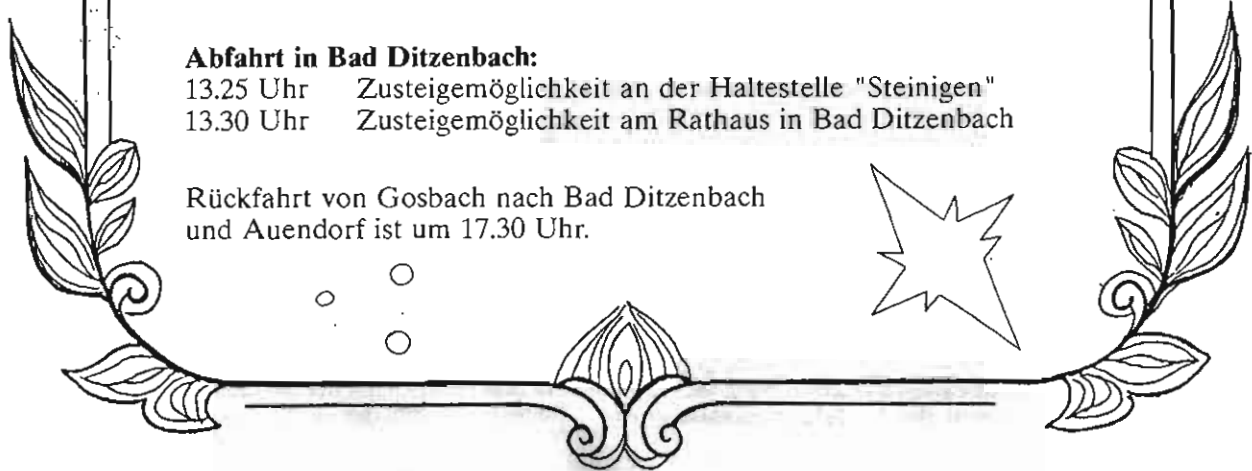 Abfahrt in Bad Ditzenbach:
13.25 Uhr Zusteigemöglichkeit an der Haltestelle "Steinigen"
13.30 Uhr Zusteigemöglichkeit am Rathaus in Bad Ditzenbach
Rückfahrt von Gosbach nach Bad Ditzenbach
und Auendorf ist um 17.30 Uhr.